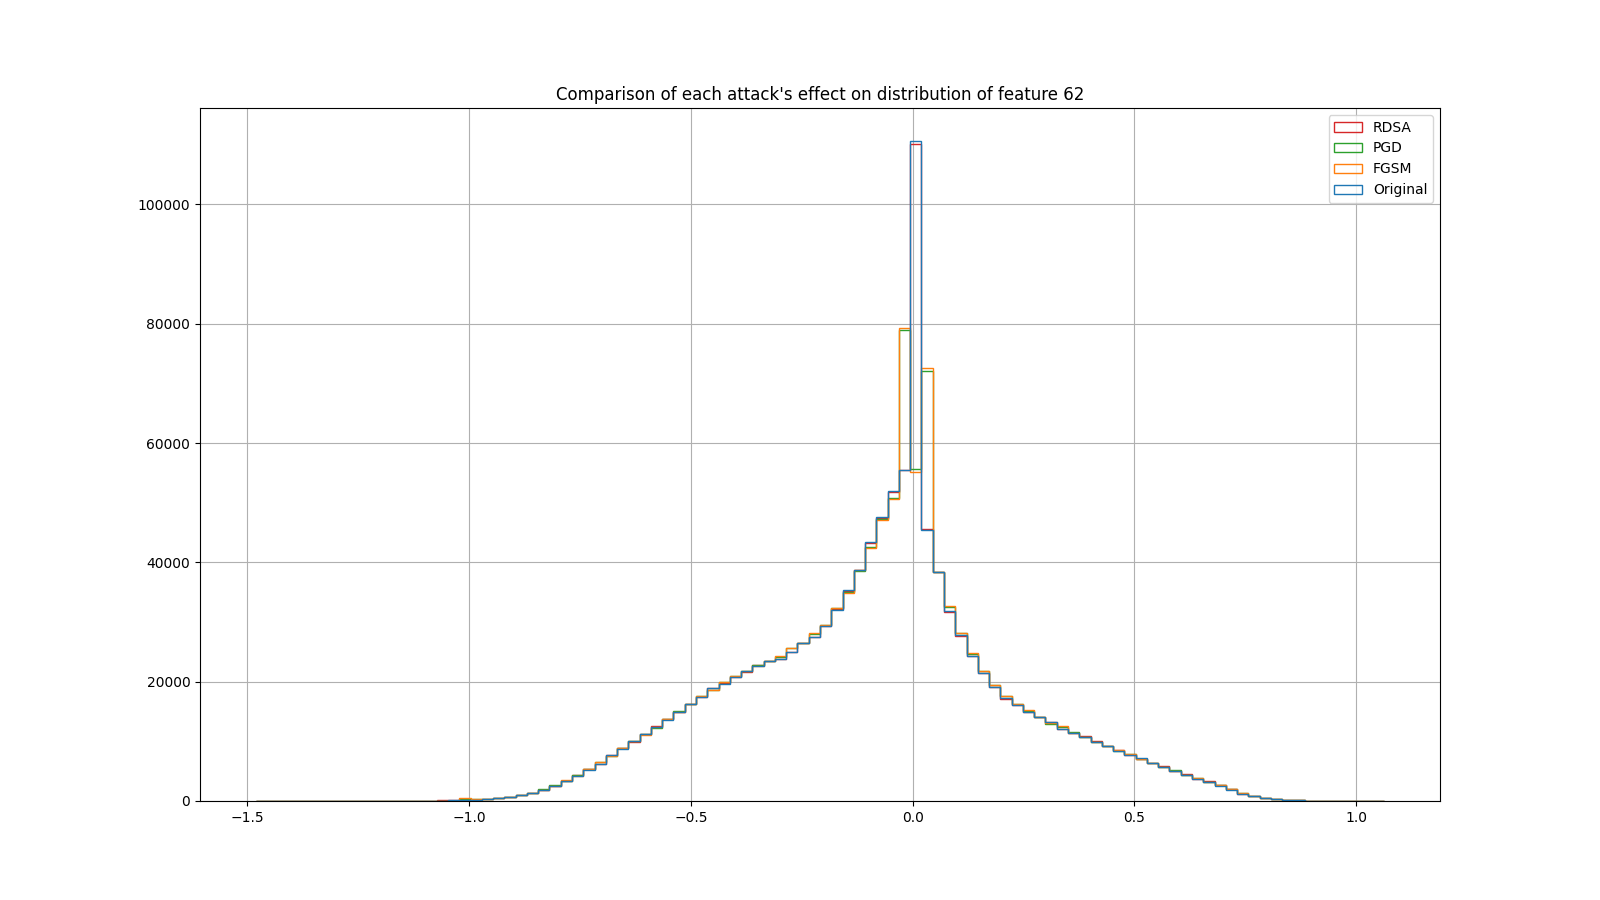 Comparison of each attack's effect on distribution of feature 62
RDSA
PGD
FGSM
Original
100000
80000
60000
40000
20000
0
−1.5
−1.0
−0.5
0.0
0.5
1.0